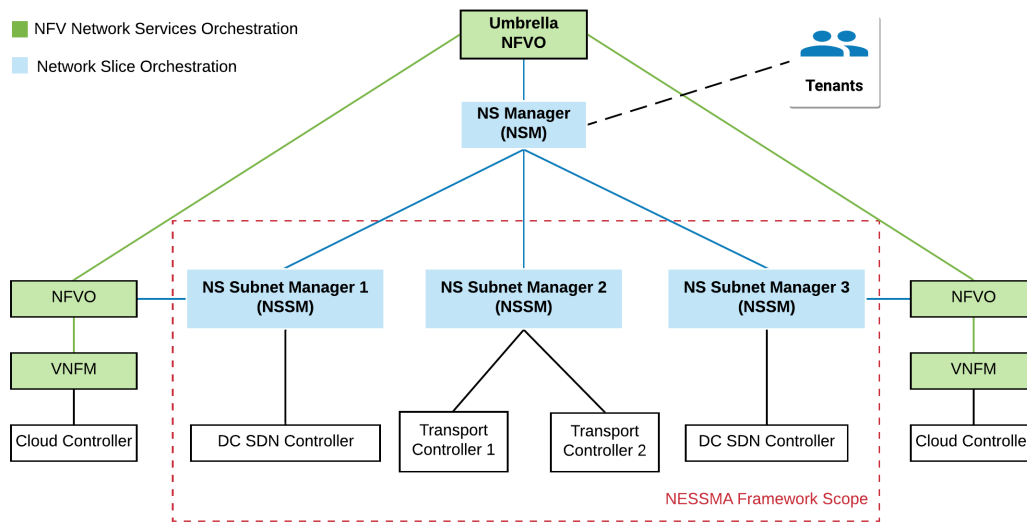 NFV Network Services Orchestration
Network Slice Orchestration
Umbrella
NFVO
Tenants
NS Manager
(NSM)
NFVO
NS Subnet Manager 1
(NSSM)
NS Subnet Manager 2
(NSSM)
NS Subnet Manager 3
(NSSM)
NFVO
VNFM
VNFM
Cloud Controller
DC SDN Controller
Transport
Controller 1
Transport
Controller 2
DC SDN Controller
Cloud Controller
NESSMA Framework Scope